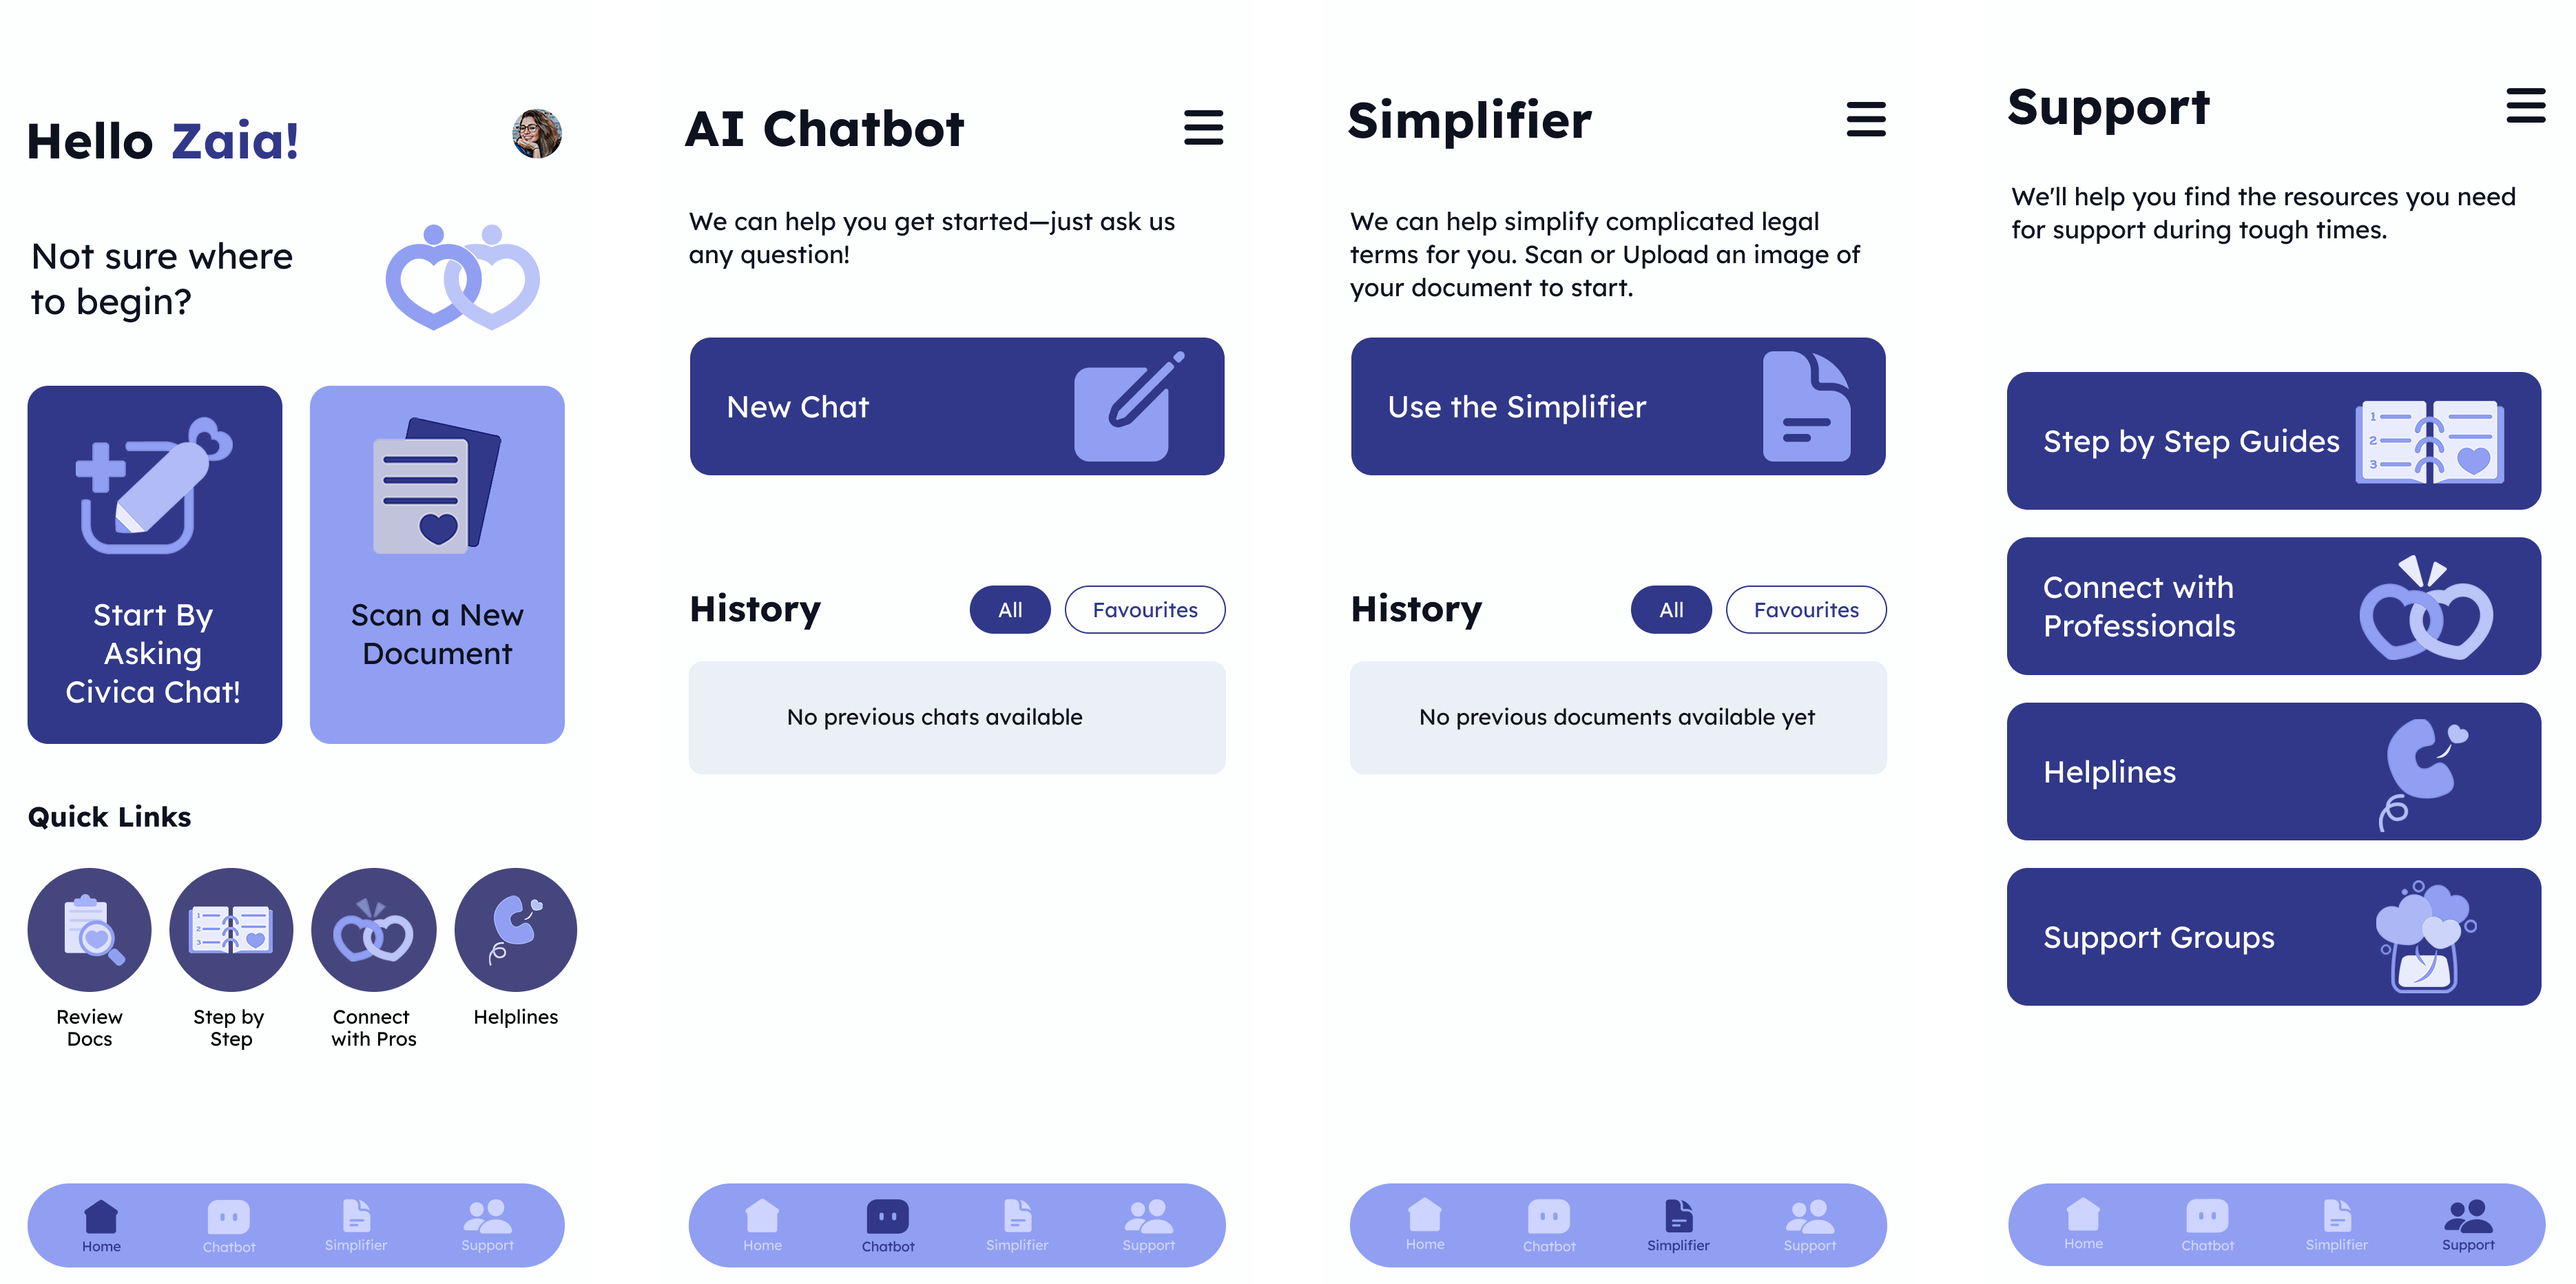 Hello Zaia!
Not sure where
to begin?
Start By
Asking
Civica Chat!
Scan a New
Document
Quick Links
1
2
3
Review
Docs
Step by
Step
Connect
with Pros
Helplines
Home
Chatbot
Simplifier
Support
AI Chatbot
We can help you get started—just ask us
any question!
New Chat
History
All
Favourites
No previous chats available
Home
Chatbot
Simplifier
Support
Simplifier
We can help simplify complicated legal
terms for you. Scan or Upload an image of
your document to start.
Use the Simplifier
History
All
Favourites
No previous documents available yet
Home
Chatbot
Simplifier
Support
Support
We'll help you find the resources you need
for support during tough times.
Step by Step Guides
1
2
3
Connect with
Professionals
Helplines
Support Groups
Home
Chatbot
Simplifier
Support